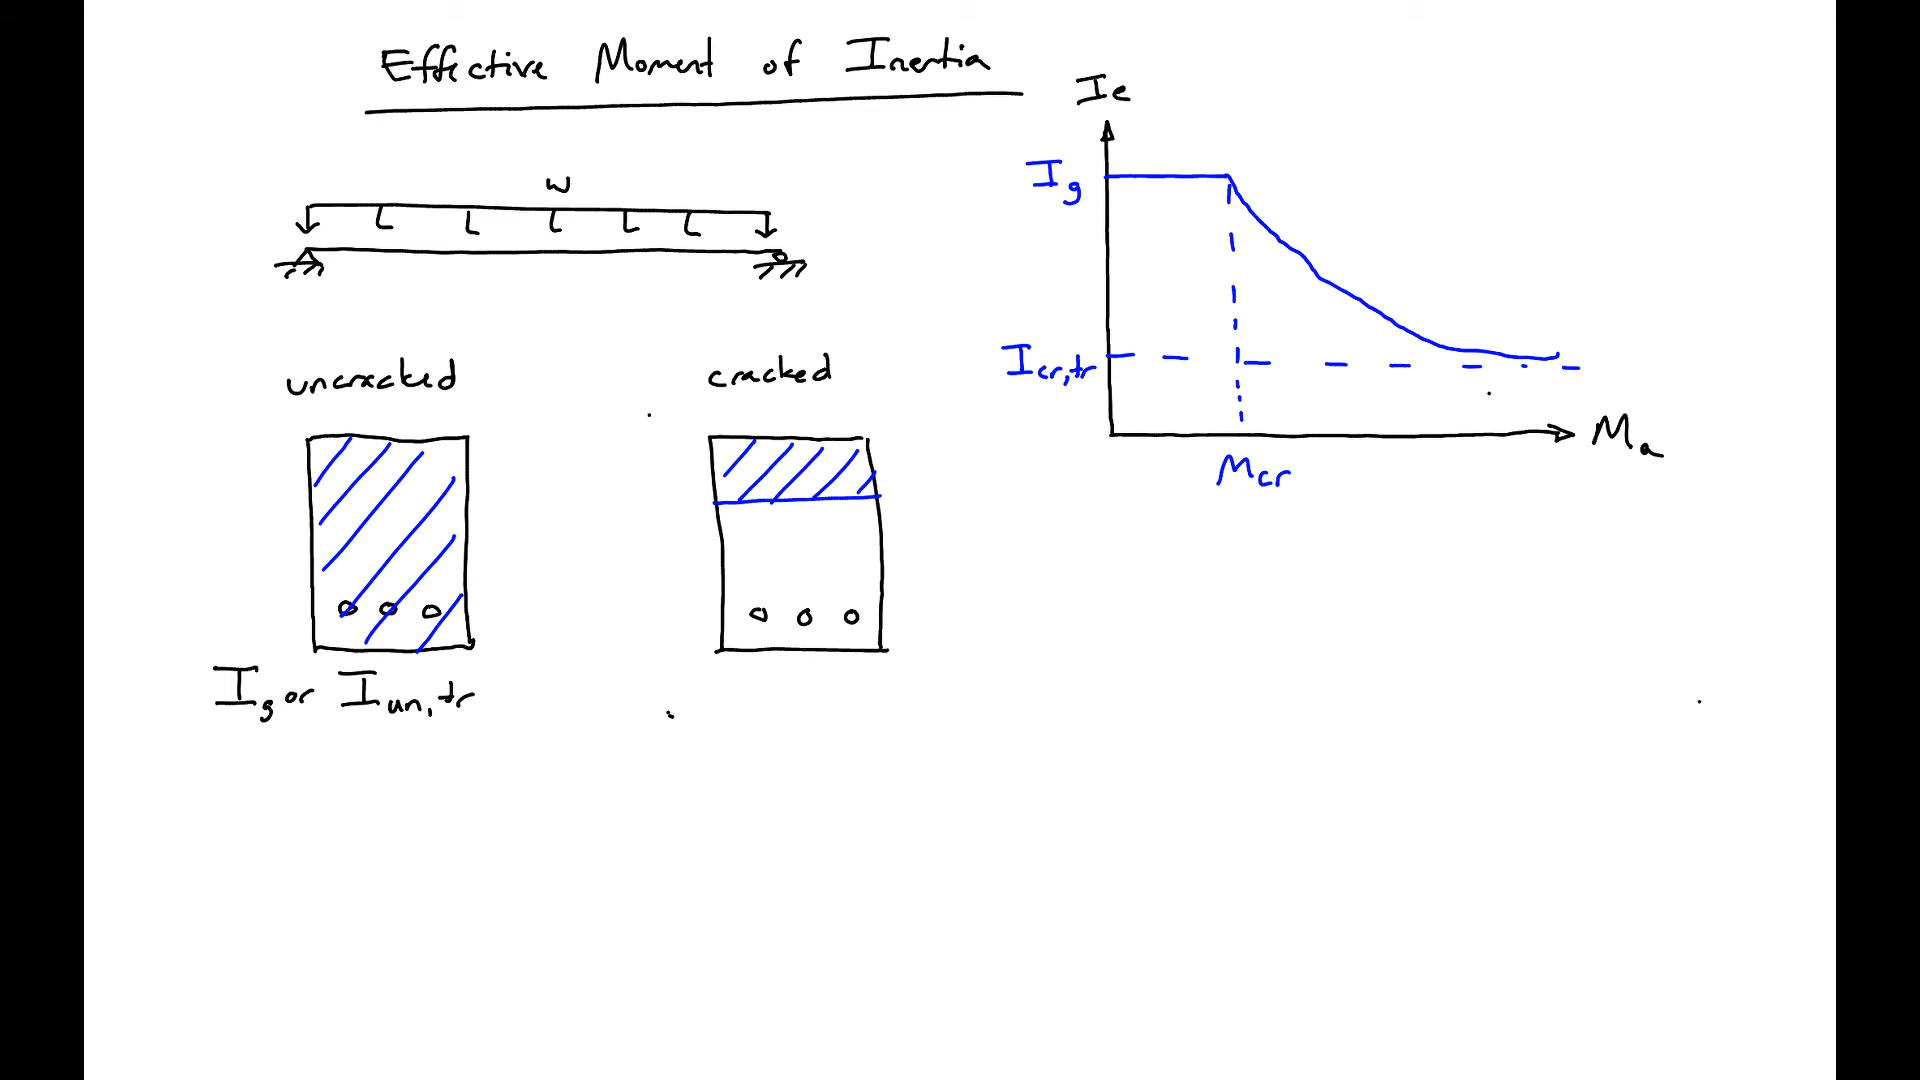 Effective Moment of Inertia
w
uncracked
cracked
Ig or Iun,tr
Ie
Ig
Icr,tr
Mcr
Ma